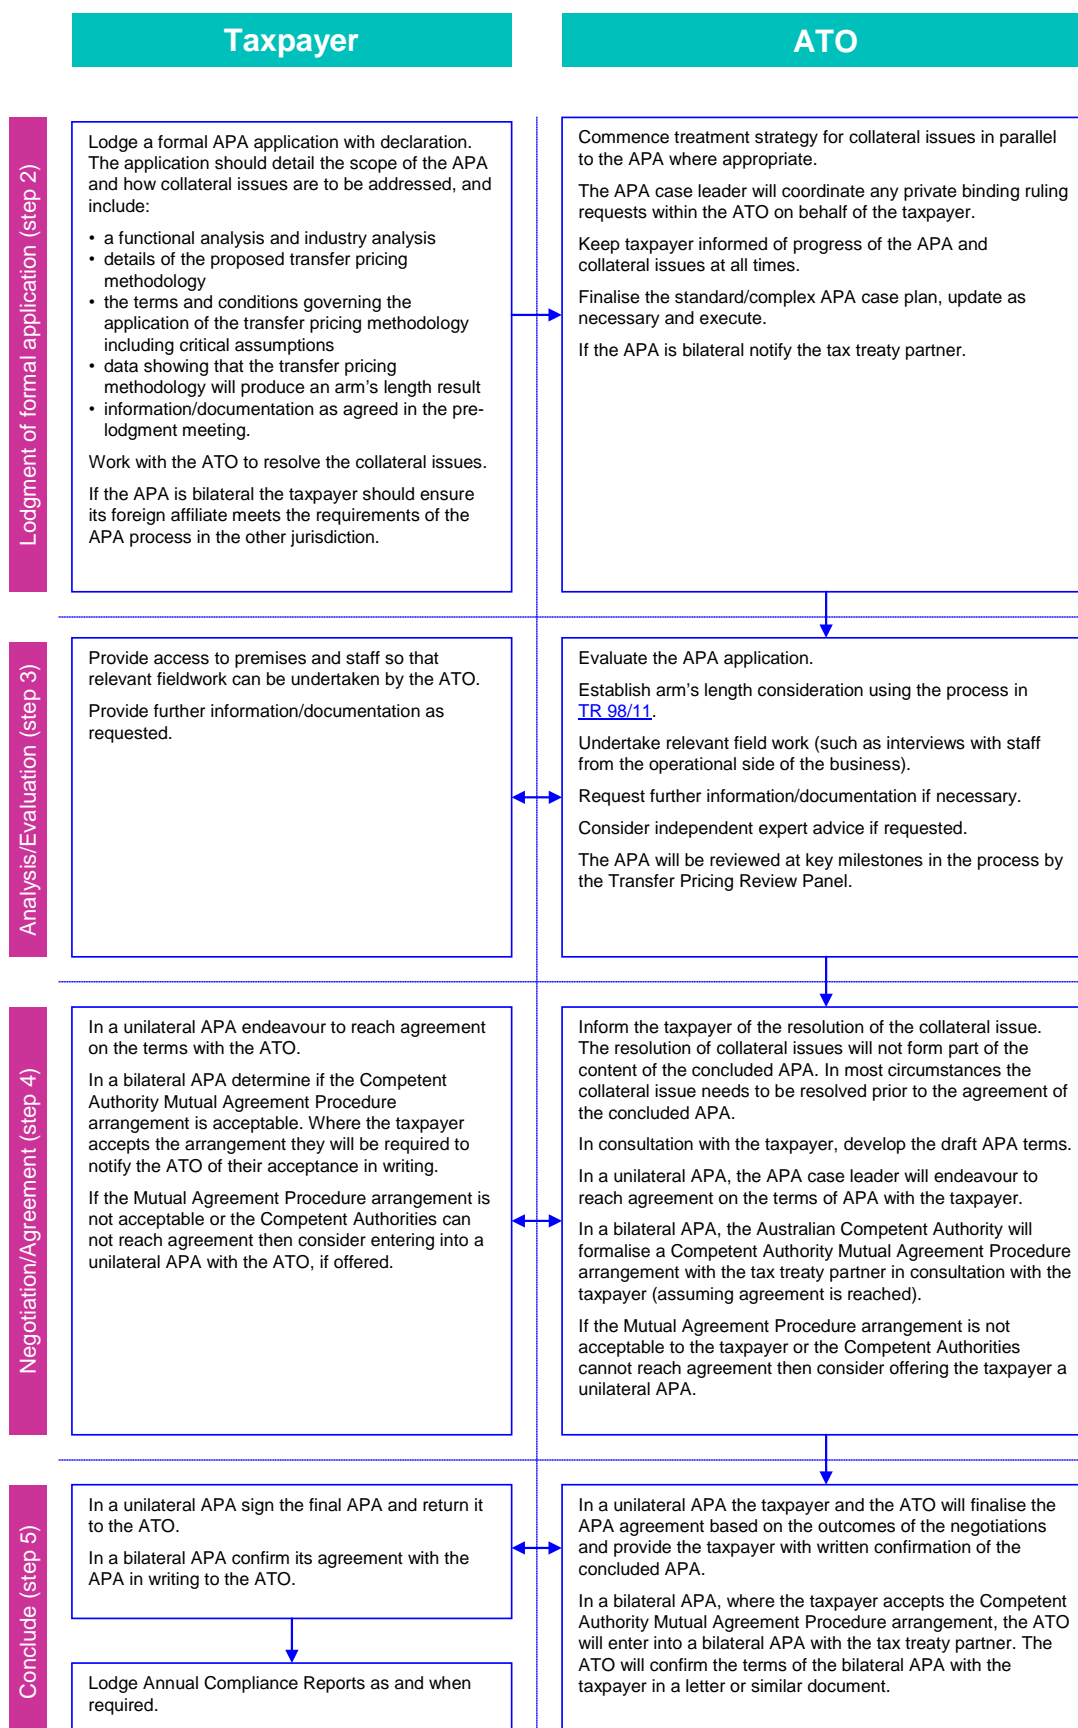 Taxpayer
ATO
Lodgment of formal application (step 2)
Lodge a formal APA application with declaration.
The application should detail the scope of the APA
and how collateral issues are to be addressed, and
include:
• a functional analysis and industry analysis
• details of the proposed transfer pricing
methodology
• the terms and conditions governing the
application of the transfer pricing methodology
including critical assumptions
• data showing that the transfer pricing
methodology will produce an arm's length result
• information/documentation as agreed in the pre-
lodgment meeting.
Work with the ATO to resolve the collateral issues.
If the APA is bilateral the taxpayer should ensure
its foreign affiliate meets the requirements of the
APA process in the other jurisdiction.
Commence treatment strategy for collateral issues in parallel
to the APA where appropriate.
The APA case leader will coordinate any private binding ruling
requests within the ATO on behalf of the taxpayer.
Keep taxpayer informed of progress of the APA and
collateral issues at all times.
Finalise the standard/complex APA case plan, update as
necessary and execute.
If the APA is bilateral notify the tax treaty partner.
Analysis/Evaluation (step 3)
Provide access to premises and staff so that
relevant fieldwork can be undertaken by the ATO.
Provide further information/documentation as
requested.
Evaluate the APA application.
Establish arm's length consideration using the process in
TR 98/11.
Undertake relevant field work (such as interviews with staff
from the operational side of the business).
Request further information/documentation if necessary.
Consider independent expert advice if requested.
The APA will be reviewed at key milestones in the process by
the Transfer Pricing Review Panel.
Negotiation/Agreement (step 4)
In a unilateral APA endeavour to reach agreement
on the terms with the ATO.
In a bilateral APA determine if the Competent
Authority Mutual Agreement Procedure
arrangement is acceptable. Where the taxpayer
accepts the arrangement they will be required to
notify the ATO of their acceptance in writing.
If the Mutual Agreement Procedure arrangement is
not acceptable or the Competent Authorities can
not reach agreement then consider entering into a
unilateral APA with the ATO, if offered.
Inform the taxpayer of the resolution of the collateral issue.
The resolution of collateral issues will not form part of the
content of the concluded APA. In most circumstances the
collateral issue needs to be resolved prior to the agreement of
the concluded APA.
In consultation with the taxpayer, develop the draft APA terms.
In a unilateral APA, the APA case leader will endeavour to
reach agreement on the terms of APA with the taxpayer.
In a bilateral APA, the Australian Competent Authority will
formalise a Competent Authority Mutual Agreement Procedure
arrangement with the tax treaty partner in consultation with the
taxpayer (assuming agreement is reached).
If the Mutual Agreement Procedure arrangement is not
acceptable to the taxpayer or the Competent Authorities
cannot reach agreement then consider offering the taxpayer a
unilateral APA.
Conclude (step 5)
In a unilateral APA sign the final APA and return it
to the ATO.
In a bilateral APA confirm its agreement with the
APA in writing to the ATO.
Lodge Annual Compliance Reports as and when
required.
In a unilateral APA the taxpayer and the ATO will finalise the
APA agreement based on the outcomes of the negotiations
and provide the taxpayer with written confirmation of the
concluded APA.
In a bilateral APA, where the taxpayer accepts the Competent
Authority Mutual Agreement Procedure arrangement, the ATO
will enter into a bilateral APA with the tax treaty partner. The
ATO will confirm the terms of the bilateral APA with the
taxpayer in a letter or similar document.